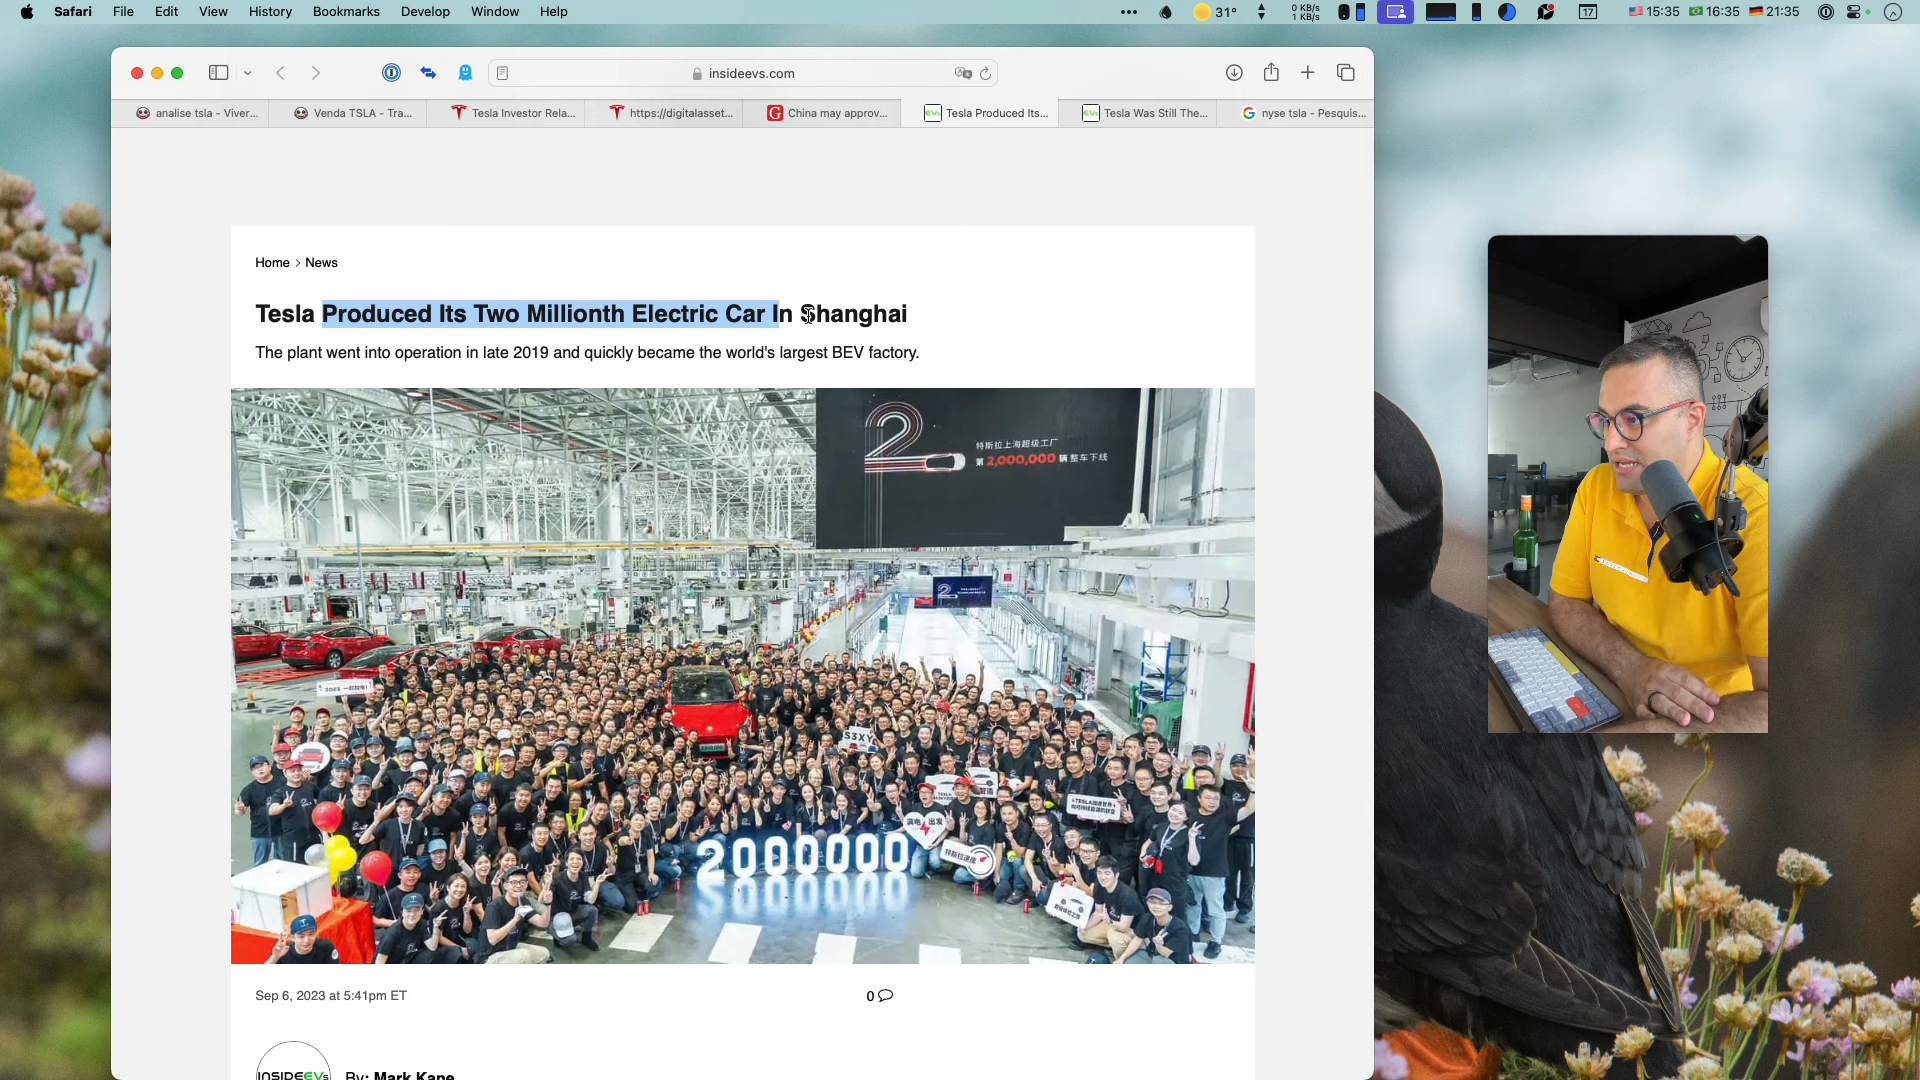 Safari File Edit View History Bookmarks Develop Window Help
31° 0 KB/s 1 KB/s 17 15:35 16:35 21:35
insideevs.com
analise tsla - Viver... Venda TSLA - Tra... Tesla Investor Rela... https://digitalasset... China may approv... Tesla Produced Its... Tesla Was Still The... nyse tsla - Pesquis...
Home > News
Tesla Produced Its Two Millionth Electric Car In Shanghai
The plant went into operation in late 2019 and quickly became the world's largest BEV factory.
特斯拉上海超级工厂
第 2,000,000 辆整车下线
S3XY
2000000
Sep 6, 2023 at 5:41pm ET
0
INSIDEEVs
By: Mark Kane